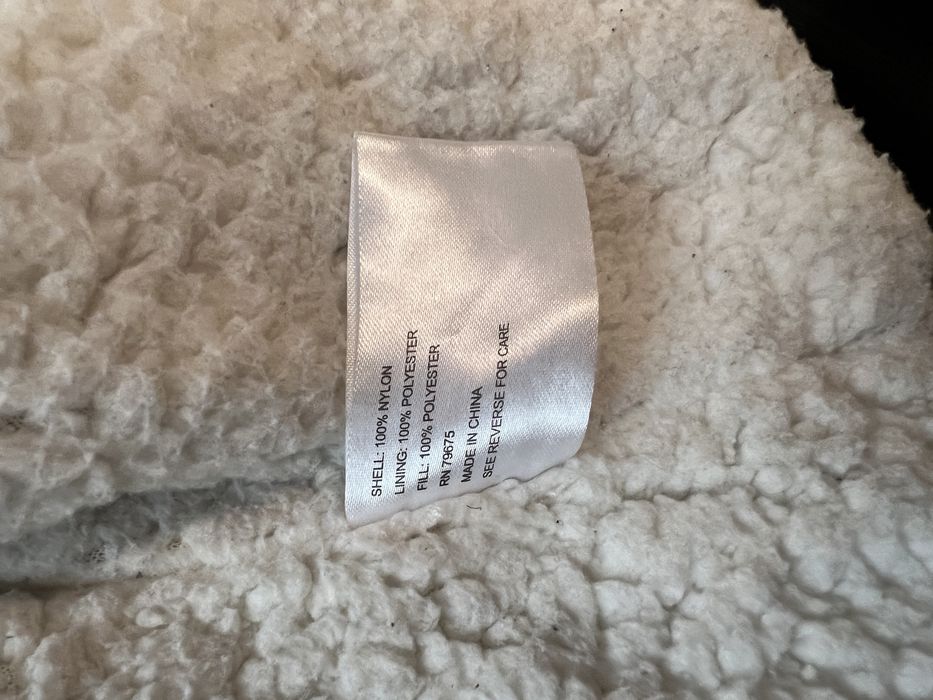 SHELL: 100% NYLON
LINING: 100% POLYESTER
FILL: 100% POLYESTER
RN 79675
MADE IN CHINA
SEE REVERSE FOR CARE